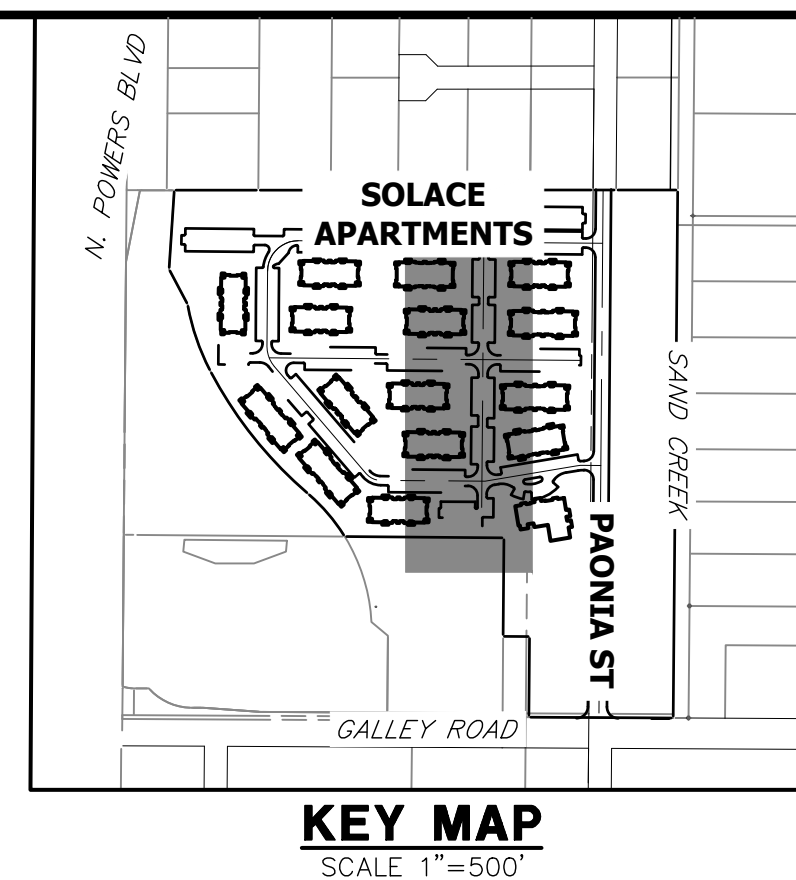 N. POWERS BLVD
SOLACE
APARTMENTS
SAND CREEK
PAONIA ST
GALLEY ROAD
KEY MAP
SCALE 1"=500'